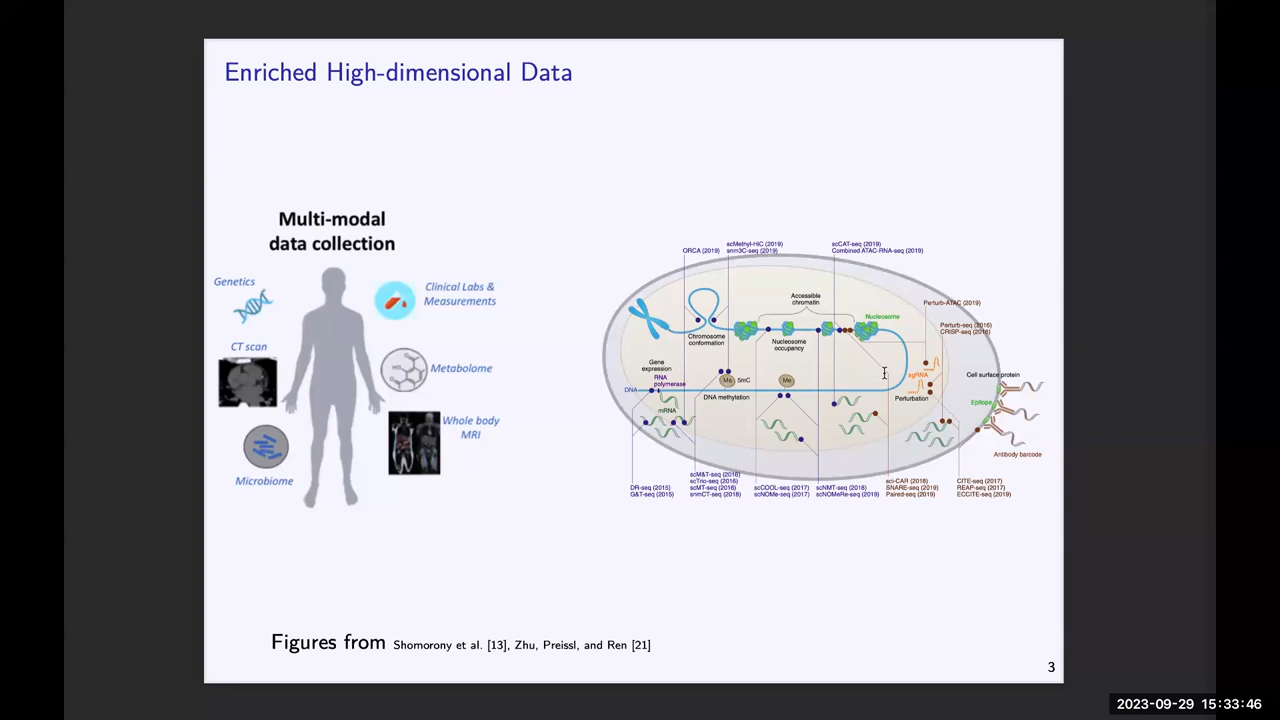 Enriched High-dimensional Data
Multi-modal
data collection
Genetics
Clinical Labs &
Measurements
CT scan
Metabolome
Whole body
MRI
Microbiome
ORCA (2019)
scMethyl-HiC (2019)
snm3C-seq (2019)
scCAT-seq (2019)
Combined ATAC-RNA-seq (2019)
Accessible
chromatin
Perturb-ATAC (2019)
Nucleosome
Perturb-seq (2016)
CRISP-seq (2016)
Chromosome
conformation
Nucleosome
occupancy
Gene
expression
RNA
polymerase
DNA
Me
5mC
Me
DNA methylation
mRNA
sgRNA
Perturbation
Cell surface protein
Epitope
Antibody barcode
DR-seq (2015)
G&T-seq (2015)
scM&T-seq (2016)
scTrio-seq (2016)
scMT-seq (2016)
snmCT-seq (2018)
scCOOL-seq (2017)
scNOMe-seq (2017)
scNMT-seq (2018)
scNOMeRe-seq (2019)
sci-CAR (2018)
SNARE-seq (2019)
Paired-seq (2019)
CITE-seq (2017)
REAP-seq (2017)
ECCITE-seq (2019)
Figures from Shomorony et al. [13], Zhu, Preissl, and Ren [21]
3
2023-09-29 15:33:46